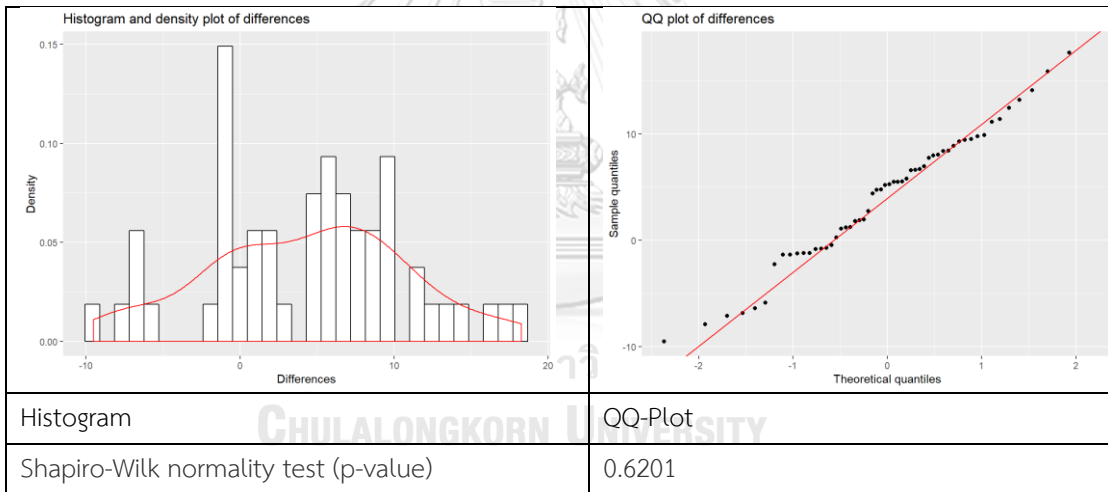 Histogram and density plot of differences
0.15
0.10
0.05
0.00
Density
-10
0
10
20
Differences
QQ plot of differences
10
0
-10
Sample quantiles
-2
-1
0
1
2
Theoretical quantiles
Histogram
QQ-Plot
CHULALONGKORN UNIVERSITY
Shapiro-Wilk normality test (p-value)
0.6201